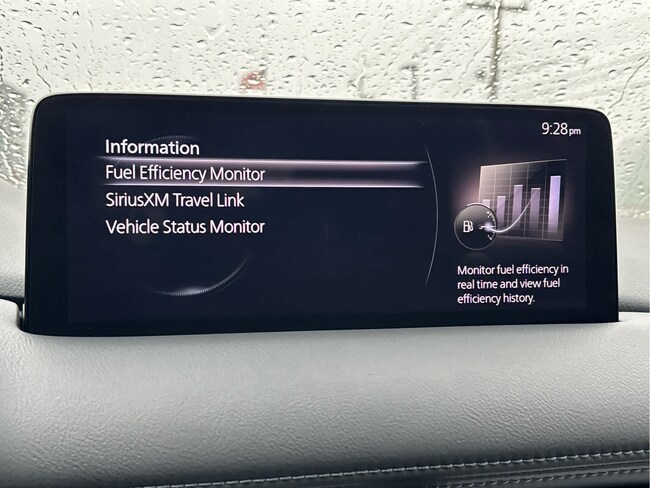 9:28pm
Information
Fuel Efficiency Monitor
SiriusXM Travel Link
Vehicle Status Monitor
Monitor fuel efficiency in
real time and view fuel
efficiency history.